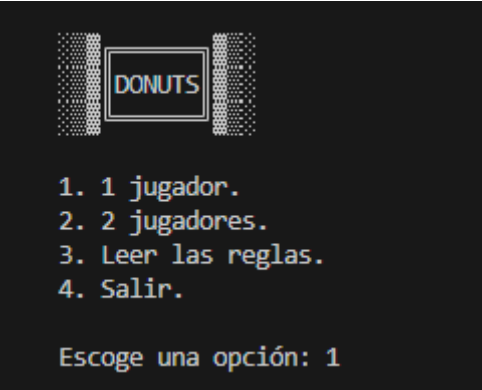 DONUTS
1. 1 jugador.
2. 2 jugadores.
3. Leer las reglas.
4. Salir.
Escoge una opción: 1